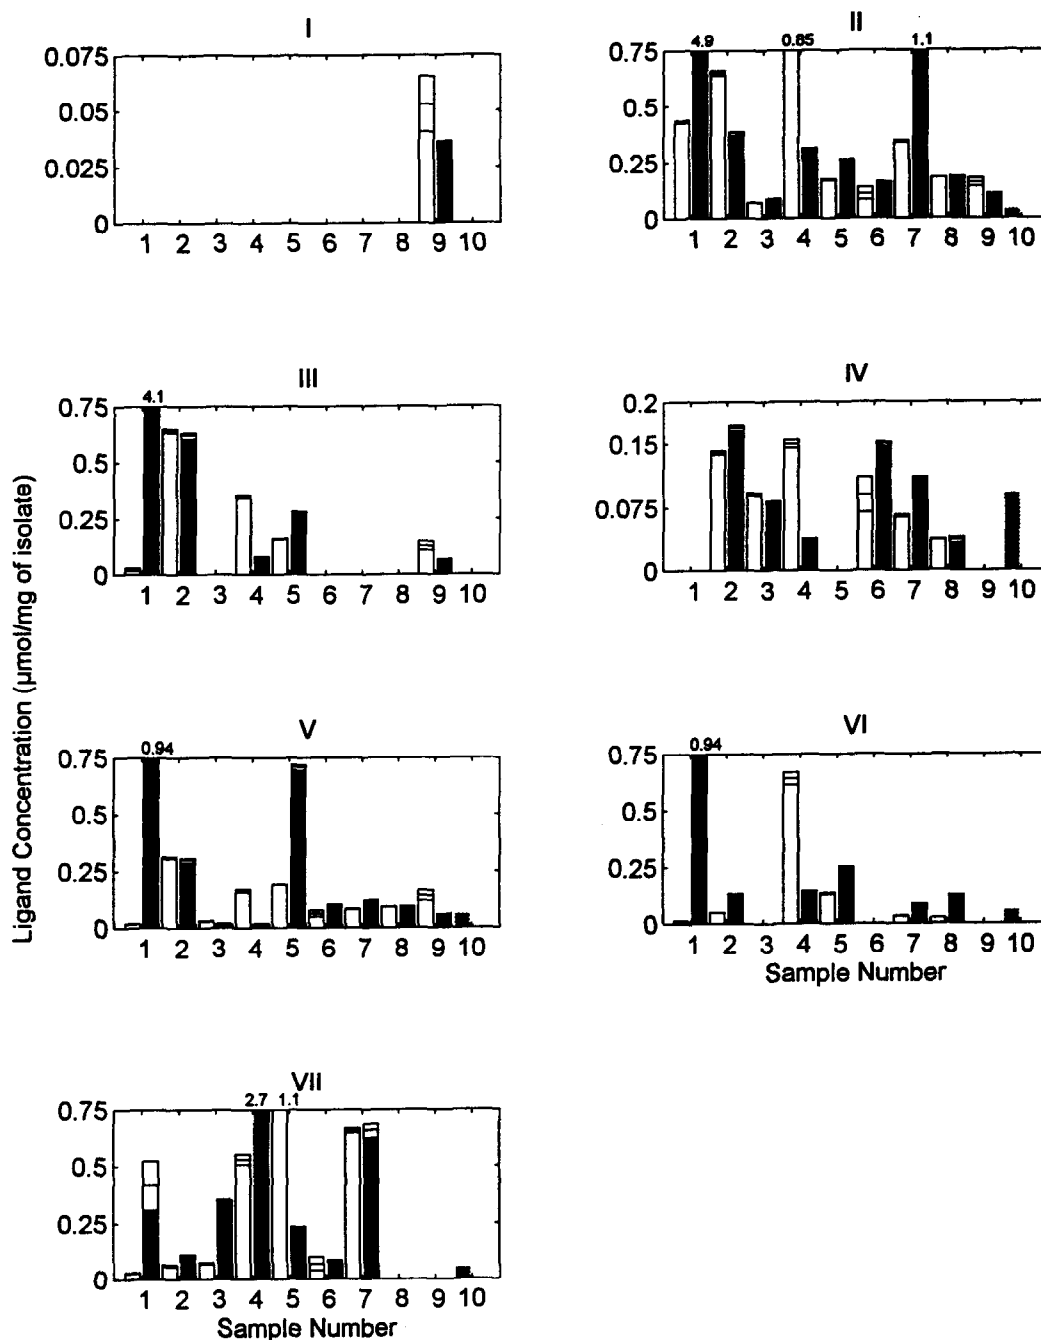 I
0.075
0.05
0.025
0
1 2 3 4 5 6 7 8 9 10
II
4.9 0.85 1.1
0.75
0.5
0.25
0
1 2 3 4 5 6 7 8 9 10
III
4.1
0.75
0.5
0.25
0
1 2 3 4 5 6 7 8 9 10
IV
0.2
0.15
0.075
0
1 2 3 4 5 6 7 8 9 10
Ligand Concentration (µmol/mg of isolate)
V
0.94
0.75
0.5
0.25
0
1 2 3 4 5 6 7 8 9 10
VI
0.94
0.75
0.5
0.25
0
1 2 3 4 5 6 7 8 9 10
Sample Number
VII
2.7 1.1
0.75
0.5
0.25
0
1 2 3 4 5 6 7 8 9 10
Sample Number